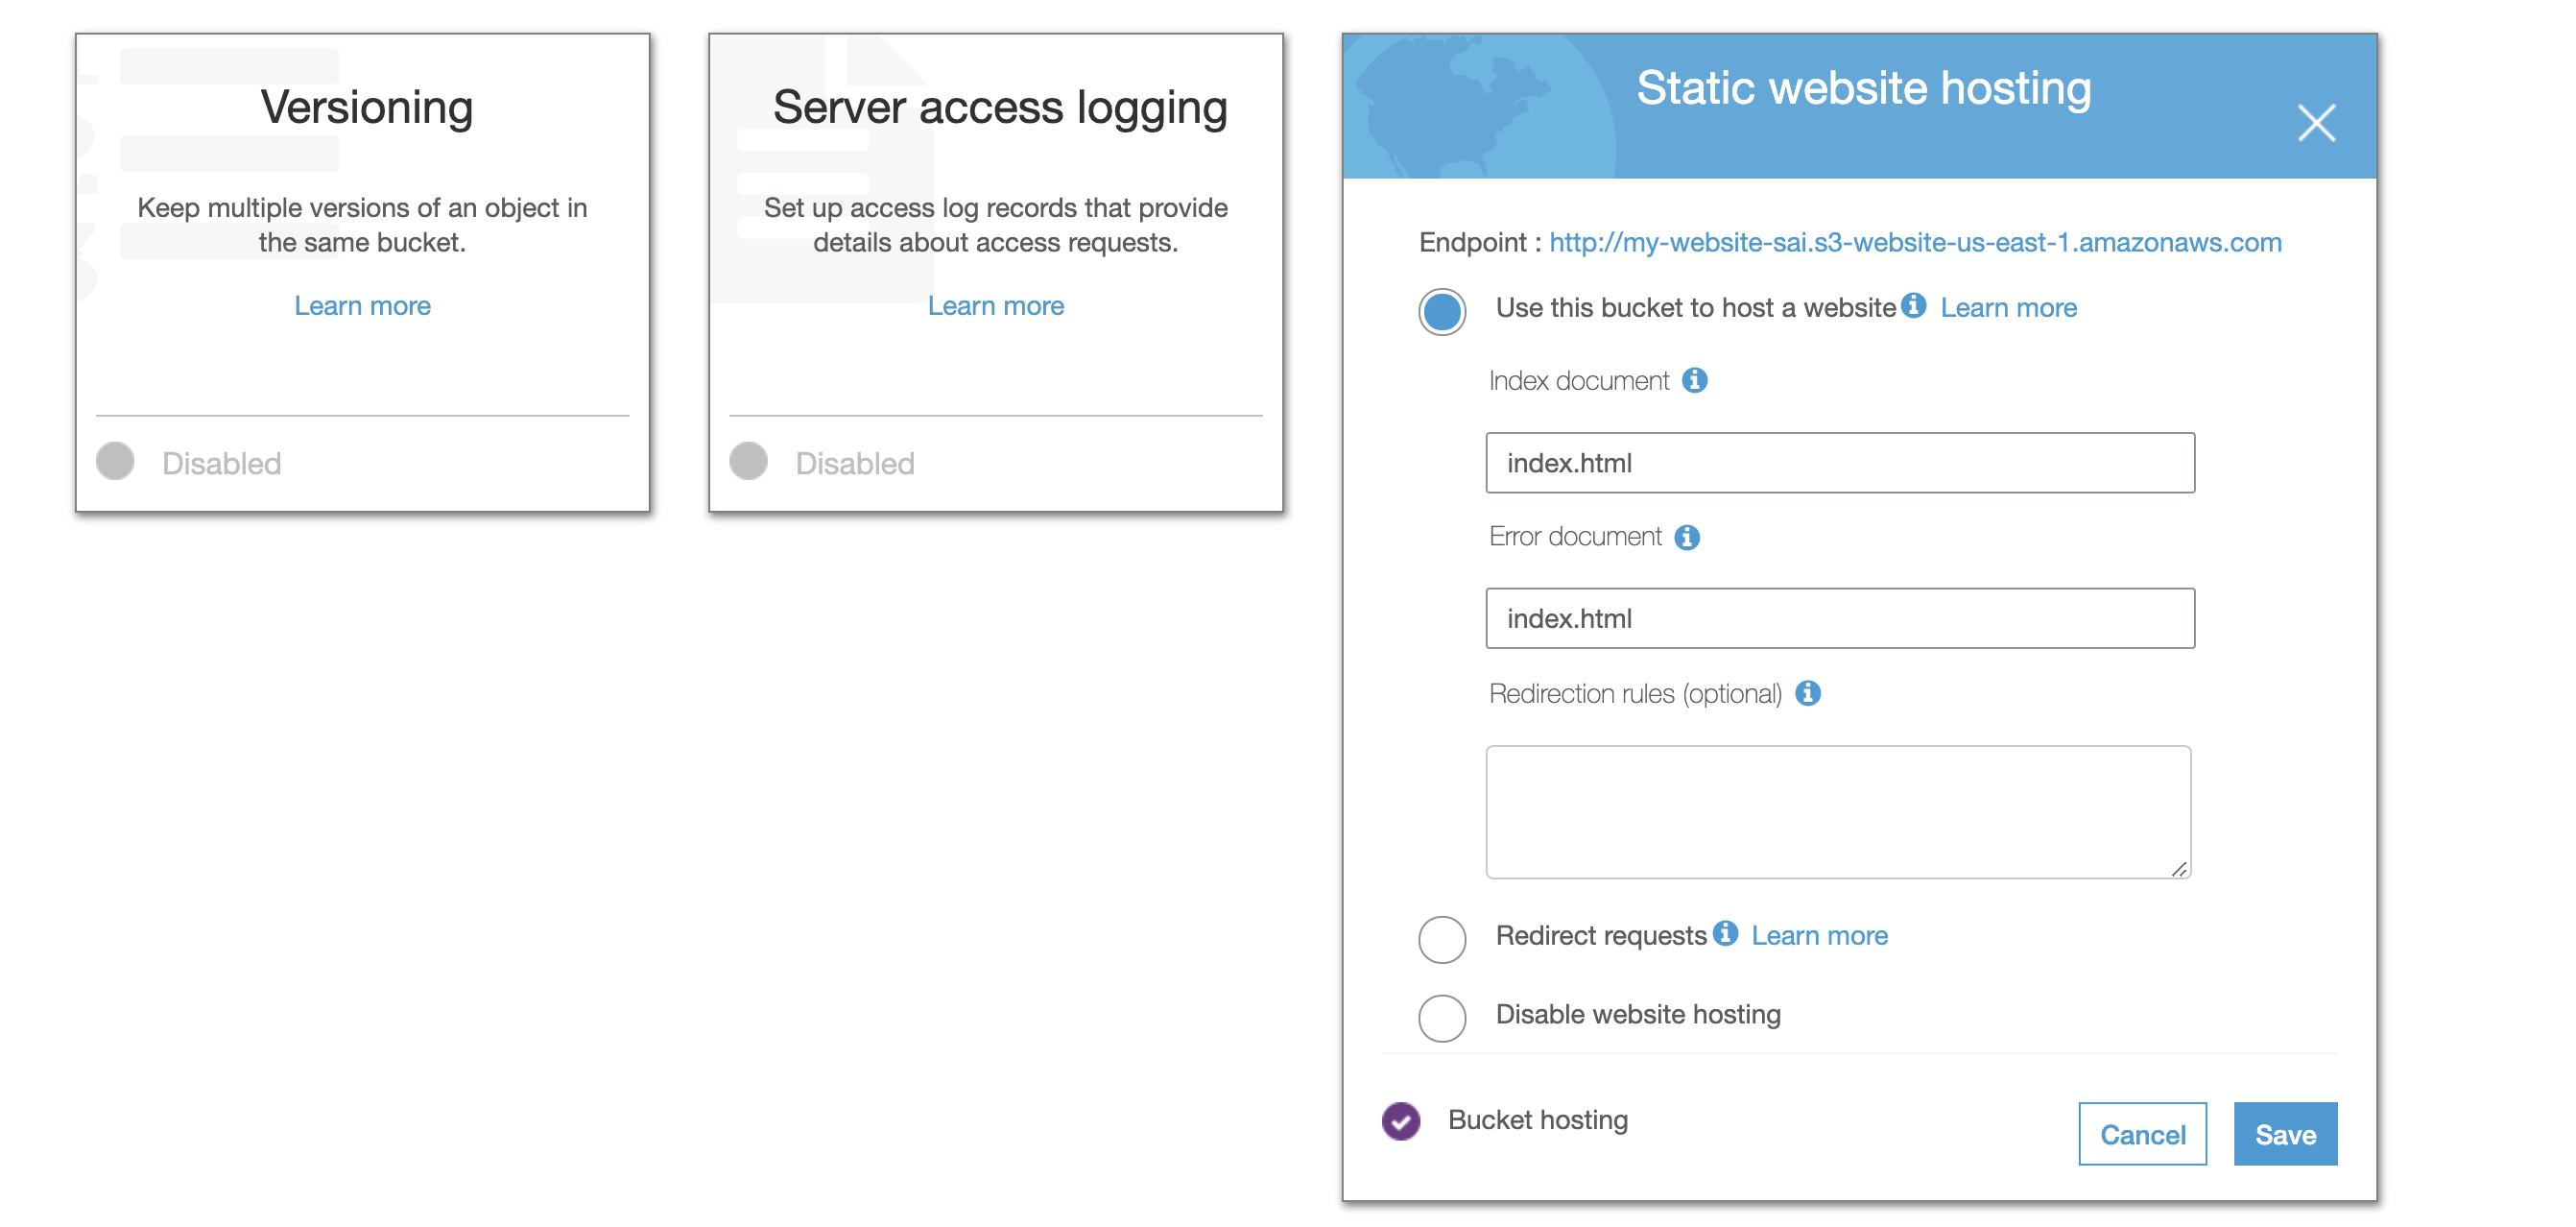 Versioning
Keep multiple versions of an object in
the same bucket.
Learn more
Disabled
Server access logging
Set up access log records that provide
details about access requests.
Learn more
Disabled
Static website hosting
Endpoint : http://my-website-sai.s3-website-us-east-1.amazonaws.com
Use this bucket to host a website Learn more
Index document
index.html
Error document
index.html
Redirection rules (optional)
Redirect requests Learn more
Disable website hosting
Bucket hosting
Cancel
Save